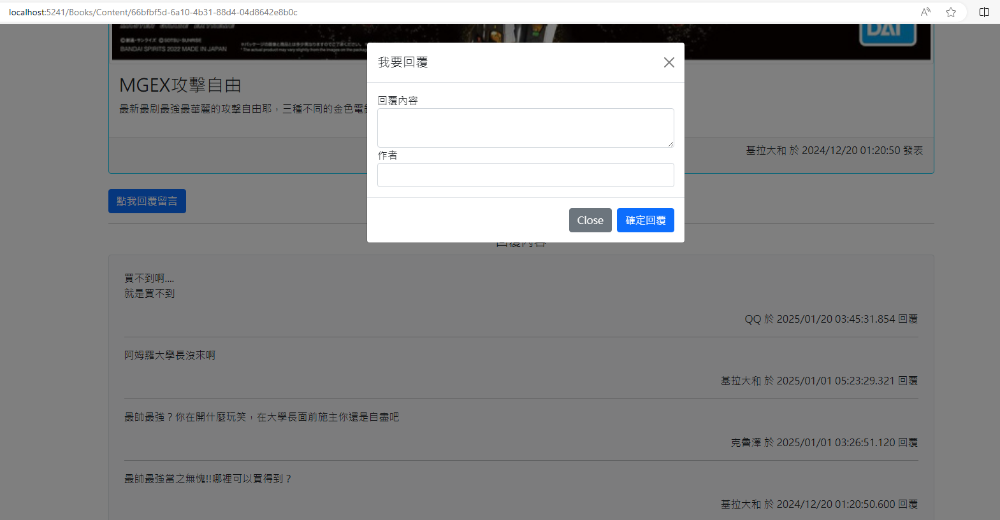 localhost:5241/Books/Content/66bfbf5d-6a10-4b31-88d4-04d8642e8b0c
©創通・サンライズ ©SOTSU・SUNRISE
BANDAI SPIRITS 2022 MADE IN JAPAN
我要回覆
MGEX攻擊自由
最新最刷最強最華麗的攻擊自由耶，三種不同的金色電
回覆內容
作者
基拉大和 於 2024/12/20 01:20:50 發表
點我回覆留言
Close
確定回覆
回覆內容
買不到啊....
就是買不到
QQ 於 2025/01/20 03:45:31.854 回覆
阿姆羅大學長沒來啊
基拉大和 於 2025/01/01 05:23:29.321 回覆
最帥最強？你在開什麼玩笑，在大學長面前施主你還是自盡吧
克魯澤 於 2025/01/01 03:26:51.120 回覆
最帥最強當之無愧!!哪裡可以買得到？
基拉大和 於 2024/12/20 01:20:50.600 回覆